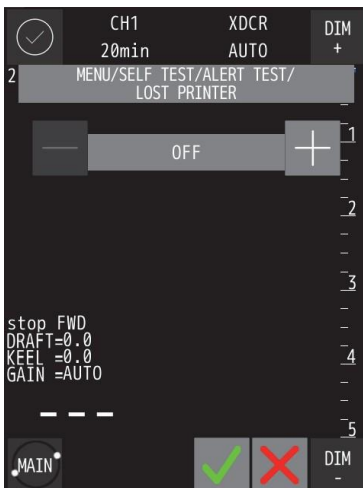 CH1 XDCR DIM
20min AUTO +
2 MENU/SELF TEST/ALERT TEST/
LOST PRINTER
— OFF +
1
2
3
stop FWD
DRAFT=0.0
KEEL =0.0
GAIN =AUTO
4
– – –
5
MAIN DIM
-